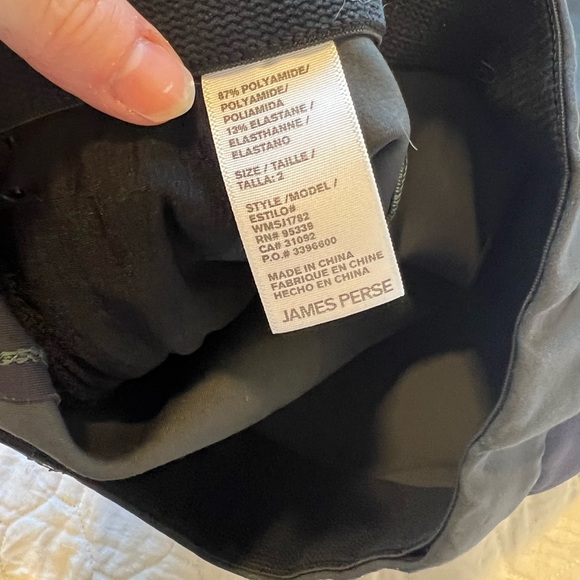 87% POLYAMIDE/
POLYAMIDE/
POLIAMIDA
13% ELASTANE/
ELASTHANNE/
ELASTANO
SIZE / TAILLE /
TALLA: 2
STYLE /MODEL /
ESTILO#
WMSJ1782
RN# 95339
CA# 31092
P.O.# 3396600
MADE IN CHINA
FABRIQUE EN CHINE
HECHO EN CHINA
JAMES PERSE